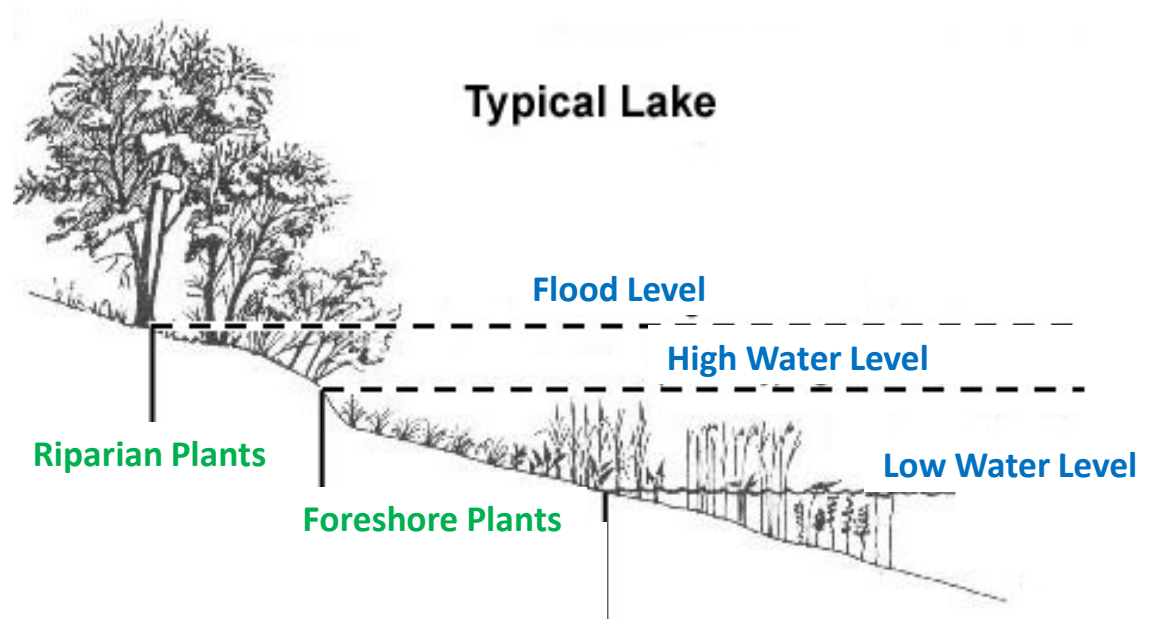 Typical Lake
Flood Level
High Water Level
Riparian Plants
Low Water Level
Foreshore Plants